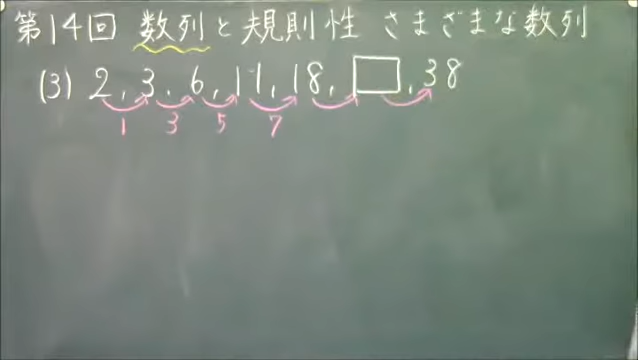 第14回 数列と規則性 さまざまな数列
(3) 2, 3, 6, 11, 18, □, 38
1 3 5 7